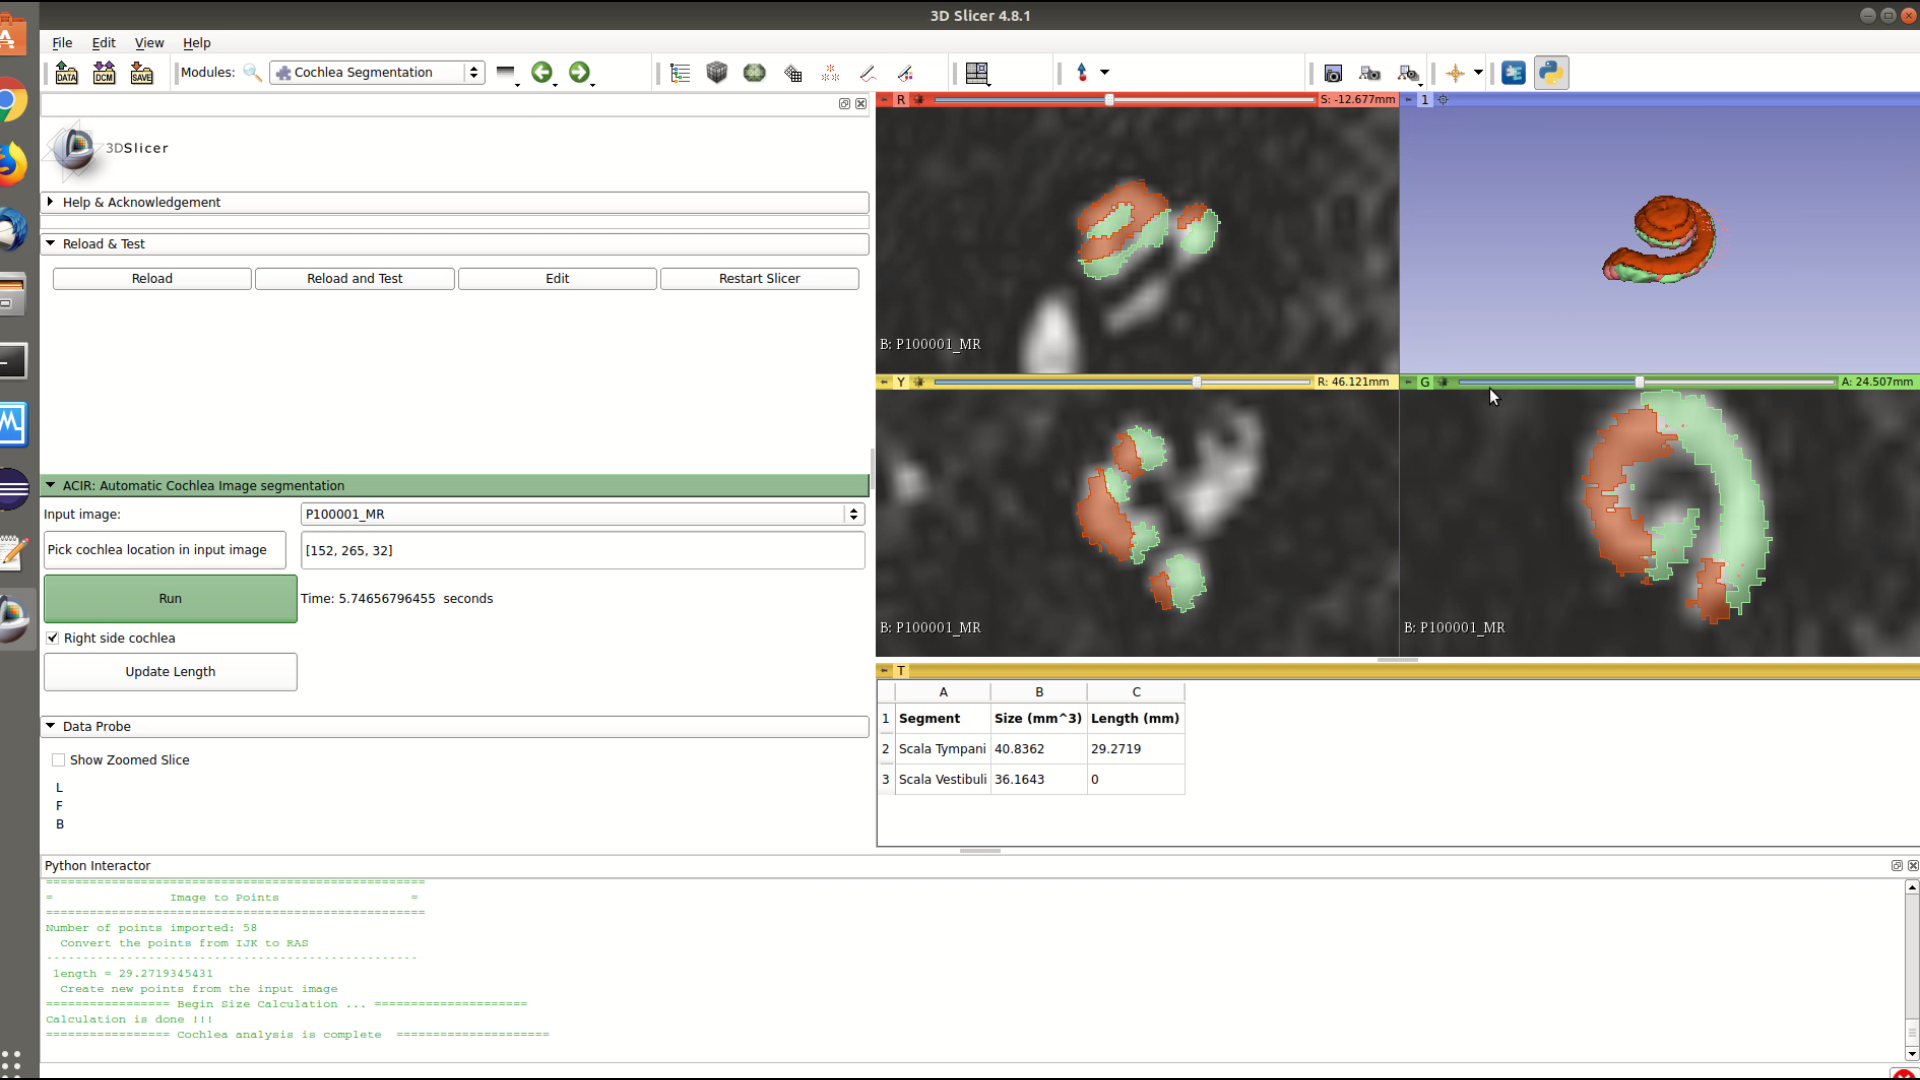 3D Slicer 4.8.1
File Edit View Help
DATA DCM SAVE Modules: Cochlea Segmentation
3DSlicer
Help & Acknowledgement
Reload & Test
Reload Reload and Test Edit Restart Slicer
ACIR: Automatic Cochlea Image segmentation
Input image: P100001_MR
Pick cochlea location in input image [152, 265, 32]
Run Time: 5.74656796455 seconds
Right side cochlea
Update Length
Data Probe
Show Zoomed Slice
L
F
B
R S: -12.677mm
B: P100001_MR
1
Y R: 46.121mm
B: P100001_MR
G A: 24.507mm
B: P100001_MR
T
A B C
1 Segment Size (mm^3) Length (mm)
2 Scala Tympani 40.8362 29.2719
3 Scala Vestibuli 36.1643 0
Python Interactor
====================================================
= Image to Points =
====================================================
Number of points imported: 58
Convert the points from IJK to RAS
---------------------------------------------------
length = 29.2719345431
Create new points from the input image
================= Begin Size Calculation ... =====================
Calculation is done !!!
================= Cochlea analysis is complete =====================